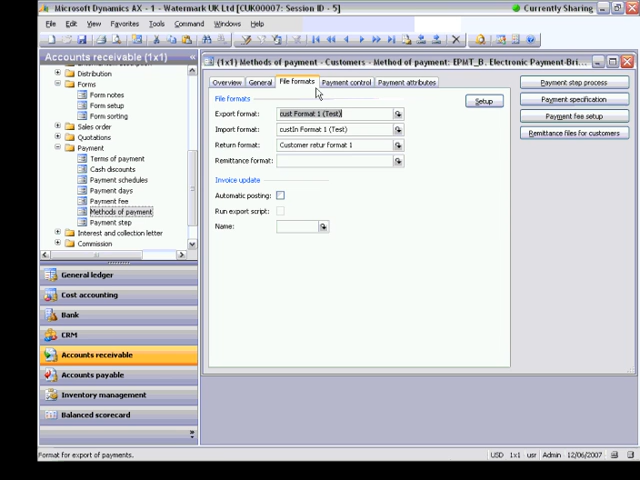 Microsoft Dynamics AX - 1 - Watermark UK Ltd [CUK00007: Session ID - 5]
Currently Sharing
File Edit View Favorites Tools Command Windows Help
Accounts receivable (1x1)
Distribution
Forms
Form notes
Form setup
Form sorting
Sales order
Quotations
Payment
Terms of payment
Cash discounts
Payment schedules
Payment days
Payment fee
Methods of payment
Payment step
Interest and collection letter
Commission
General ledger
Cost accounting
Bank
CRM
Accounts receivable
Accounts payable
Inventory management
Balanced scorecard
(1x1) Methods of payment - Customers - Method of payment: EPMT_B. Electronic Payment-Bri...
Overview General File formats Payment control Payment attributes
File formats
Setup
Export format: cust Format 1 (Test)
Import format: custIn Format 1 (Test)
Return format: Customer retur format 1
Remittance format:
Invoice update
Automatic posting:
Run export script:
Name:
Payment step process
Payment specification
Payment fee setup
Remittance files for customers
Format for export of payments.
USD 1x1 usr Admin 12/06/2007